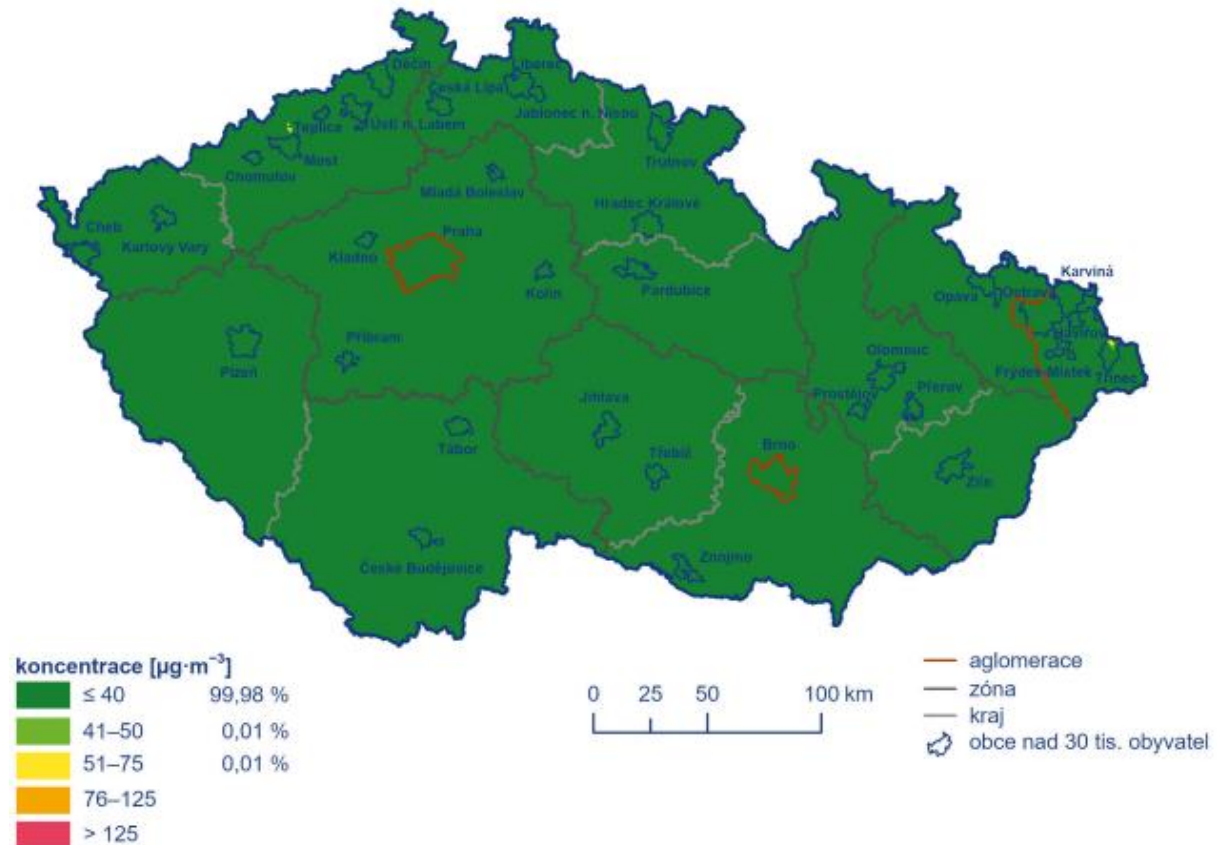 Děčín
Liberec
Česká Lípa
Jablonec n. Nisou
Teplice
Ústí n. Labem
Most
Chomutov
Trutnov
Mladá Boleslav
Hradec Králové
Cheb
Karlovy Vary
Praha
Kladno
Kolín
Pardubice
Karviná
Opava
Ostrava
Havířov
Příbram
Plzeň
Olomouc
Frýdek-Místek
Třinec
Prostějov
Přerov
Jihlava
Tábor
Třebíč
Brno
Zlín
Znojmo
České Budějovice
koncentrace [µg·m⁻³]
≤ 40 99,98 %
41–50 0,01 %
51–75 0,01 %
76–125
> 125
0 25 50 100 km
aglomerace
zóna
kraj
obce nad 30 tis. obyvatel